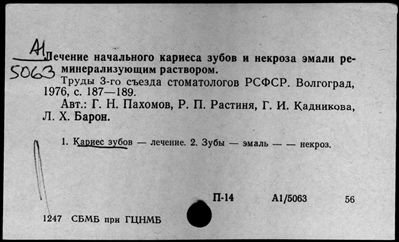 А1
5063
Лечение начального кариеса зубов и некроза эмали ре-
минерализующим раствором.
Труды 3-го съезда стоматологов РСФСР. Волгоград,
1976, с. 187—189.
Авт.: Г. Н. Пахомов, Р. П. Растиня, Г. И. Кадникова,
Л. Х. Барон.
1. Кариес зубов — лечение. 2. Зубы — эмаль — — некроз.
П-14 А1/5063 56
1247 СБМБ при ГЦНМБ